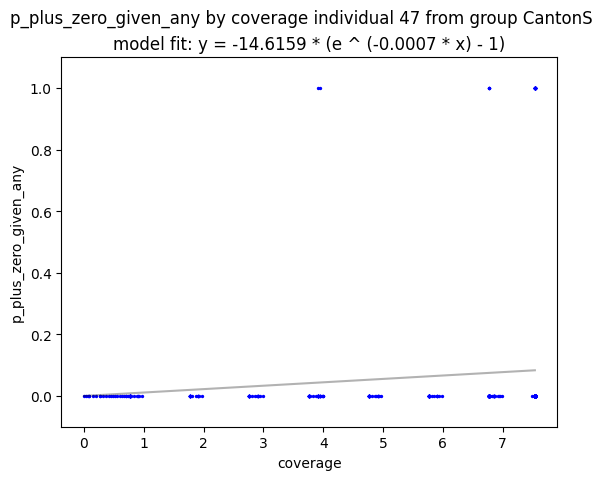 p_plus_zero_given_any by coverage individual 47 from group CantonS
model fit: y = -14.6159 * (e ^ (-0.0007 * x) - 1)
1.0
0.8
0.6
0.4
0.2
0.0
p_plus_zero_given_any
0 1 2 3 4 5 6 7
coverage